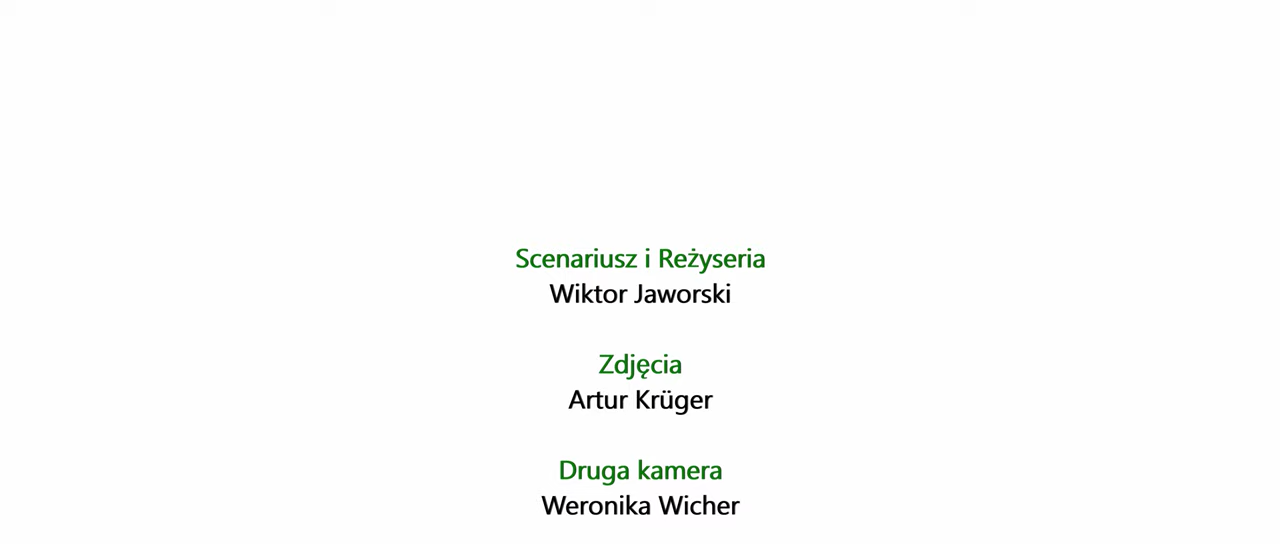 Scenariusz i Reżyseria
Wiktor Jaworski
Zdjęcia
Artur Krüger
Druga kamera
Weronika Wicher